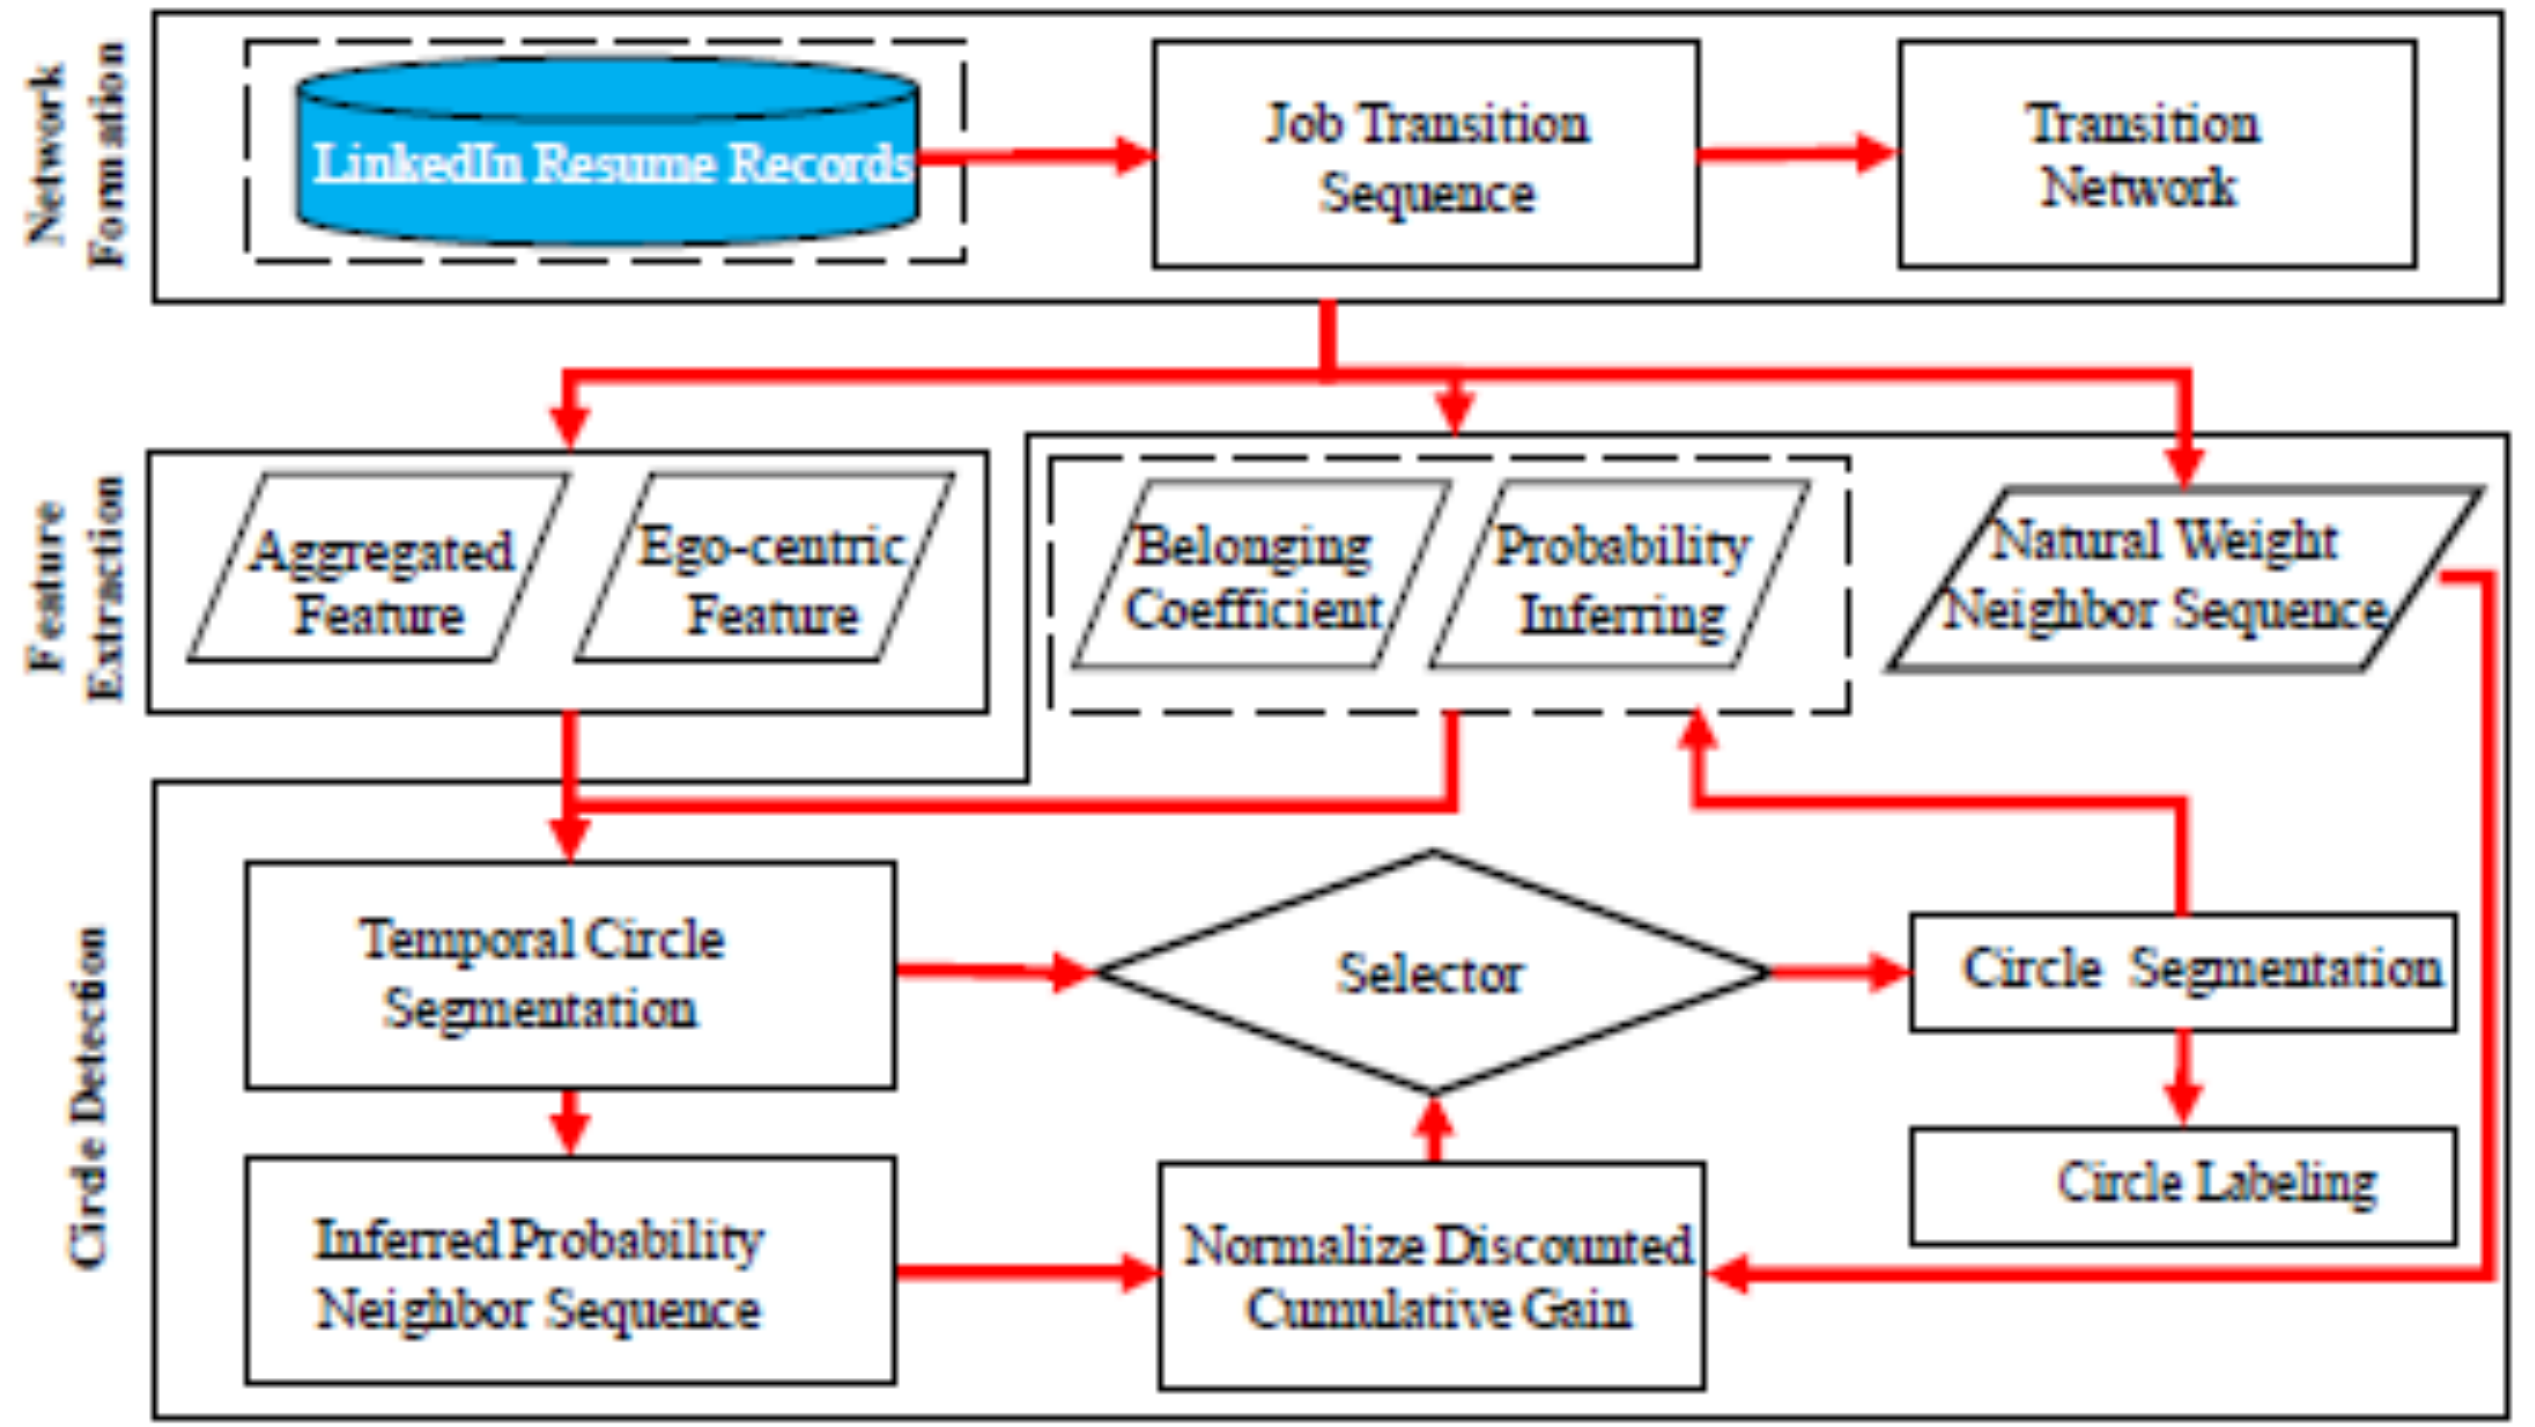 Network
Formation
LinkedIn Resume Records
Job Transition
Sequence
Transition
Network
Feature
Extraction
Aggregated
Feature
Ego-centric
Feature
Belonging
Coefficient
Probability
Inferring
Natural Weight
Neighbor Sequence
Circle Detection
Temporal Circle
Segmentation
Selector
Circle Segmentation
Circle Labeling
Inferred Probability
Neighbor Sequence
Normalize Discounted
Cumulative Gain